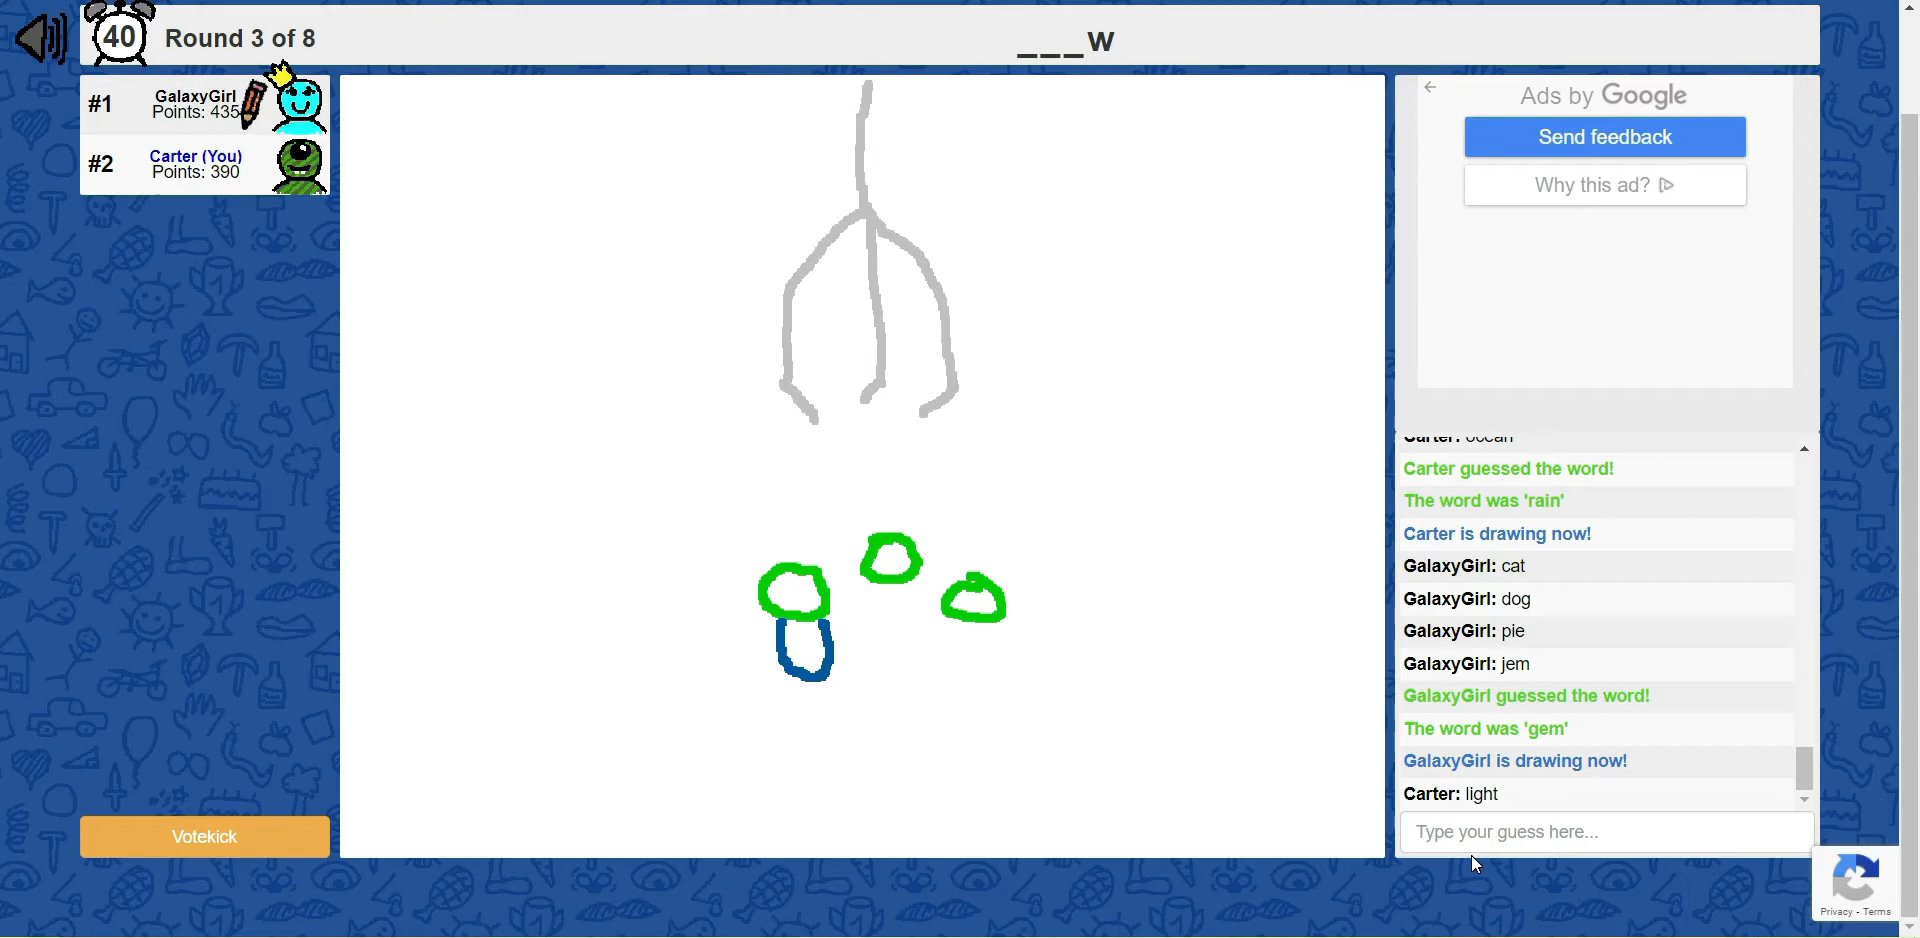 40
Round 3 of 8
___w
#1
GalaxyGirl
Points: 435
#2
Carter (You)
Points: 390
Votekick
Ads by Google
Send feedback
Why this ad?
Carter: ocean
Carter guessed the word!
The word was 'rain'
Carter is drawing now!
GalaxyGirl: cat
GalaxyGirl: dog
GalaxyGirl: pie
GalaxyGirl: jem
GalaxyGirl guessed the word!
The word was 'gem'
GalaxyGirl is drawing now!
Carter: light
Type your guess here...
Privacy - Terms